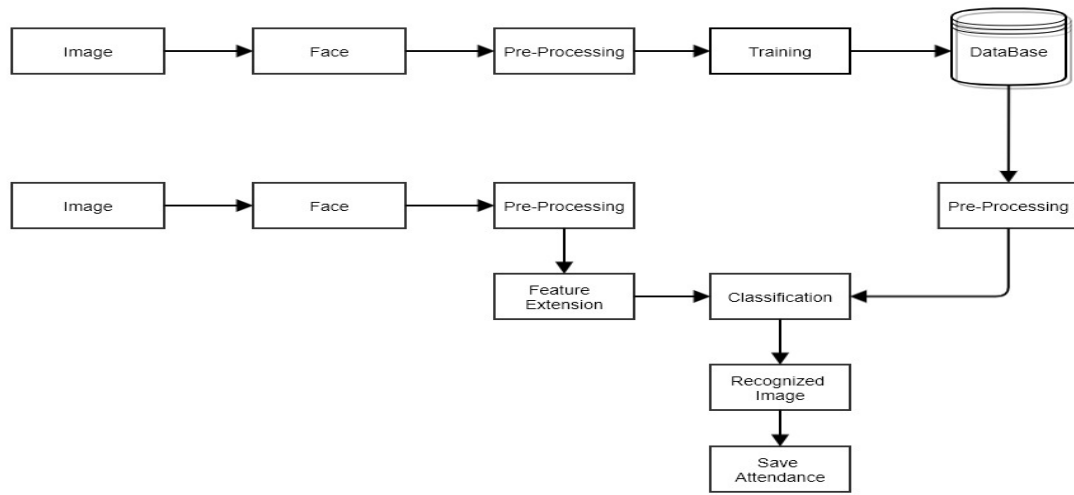 Image
Face
Pre-Processing
Training
DataBase
Image
Face
Pre-Processing
Pre-Processing
Feature
Extension
Classification
Recognized
Image
Save
Attendance